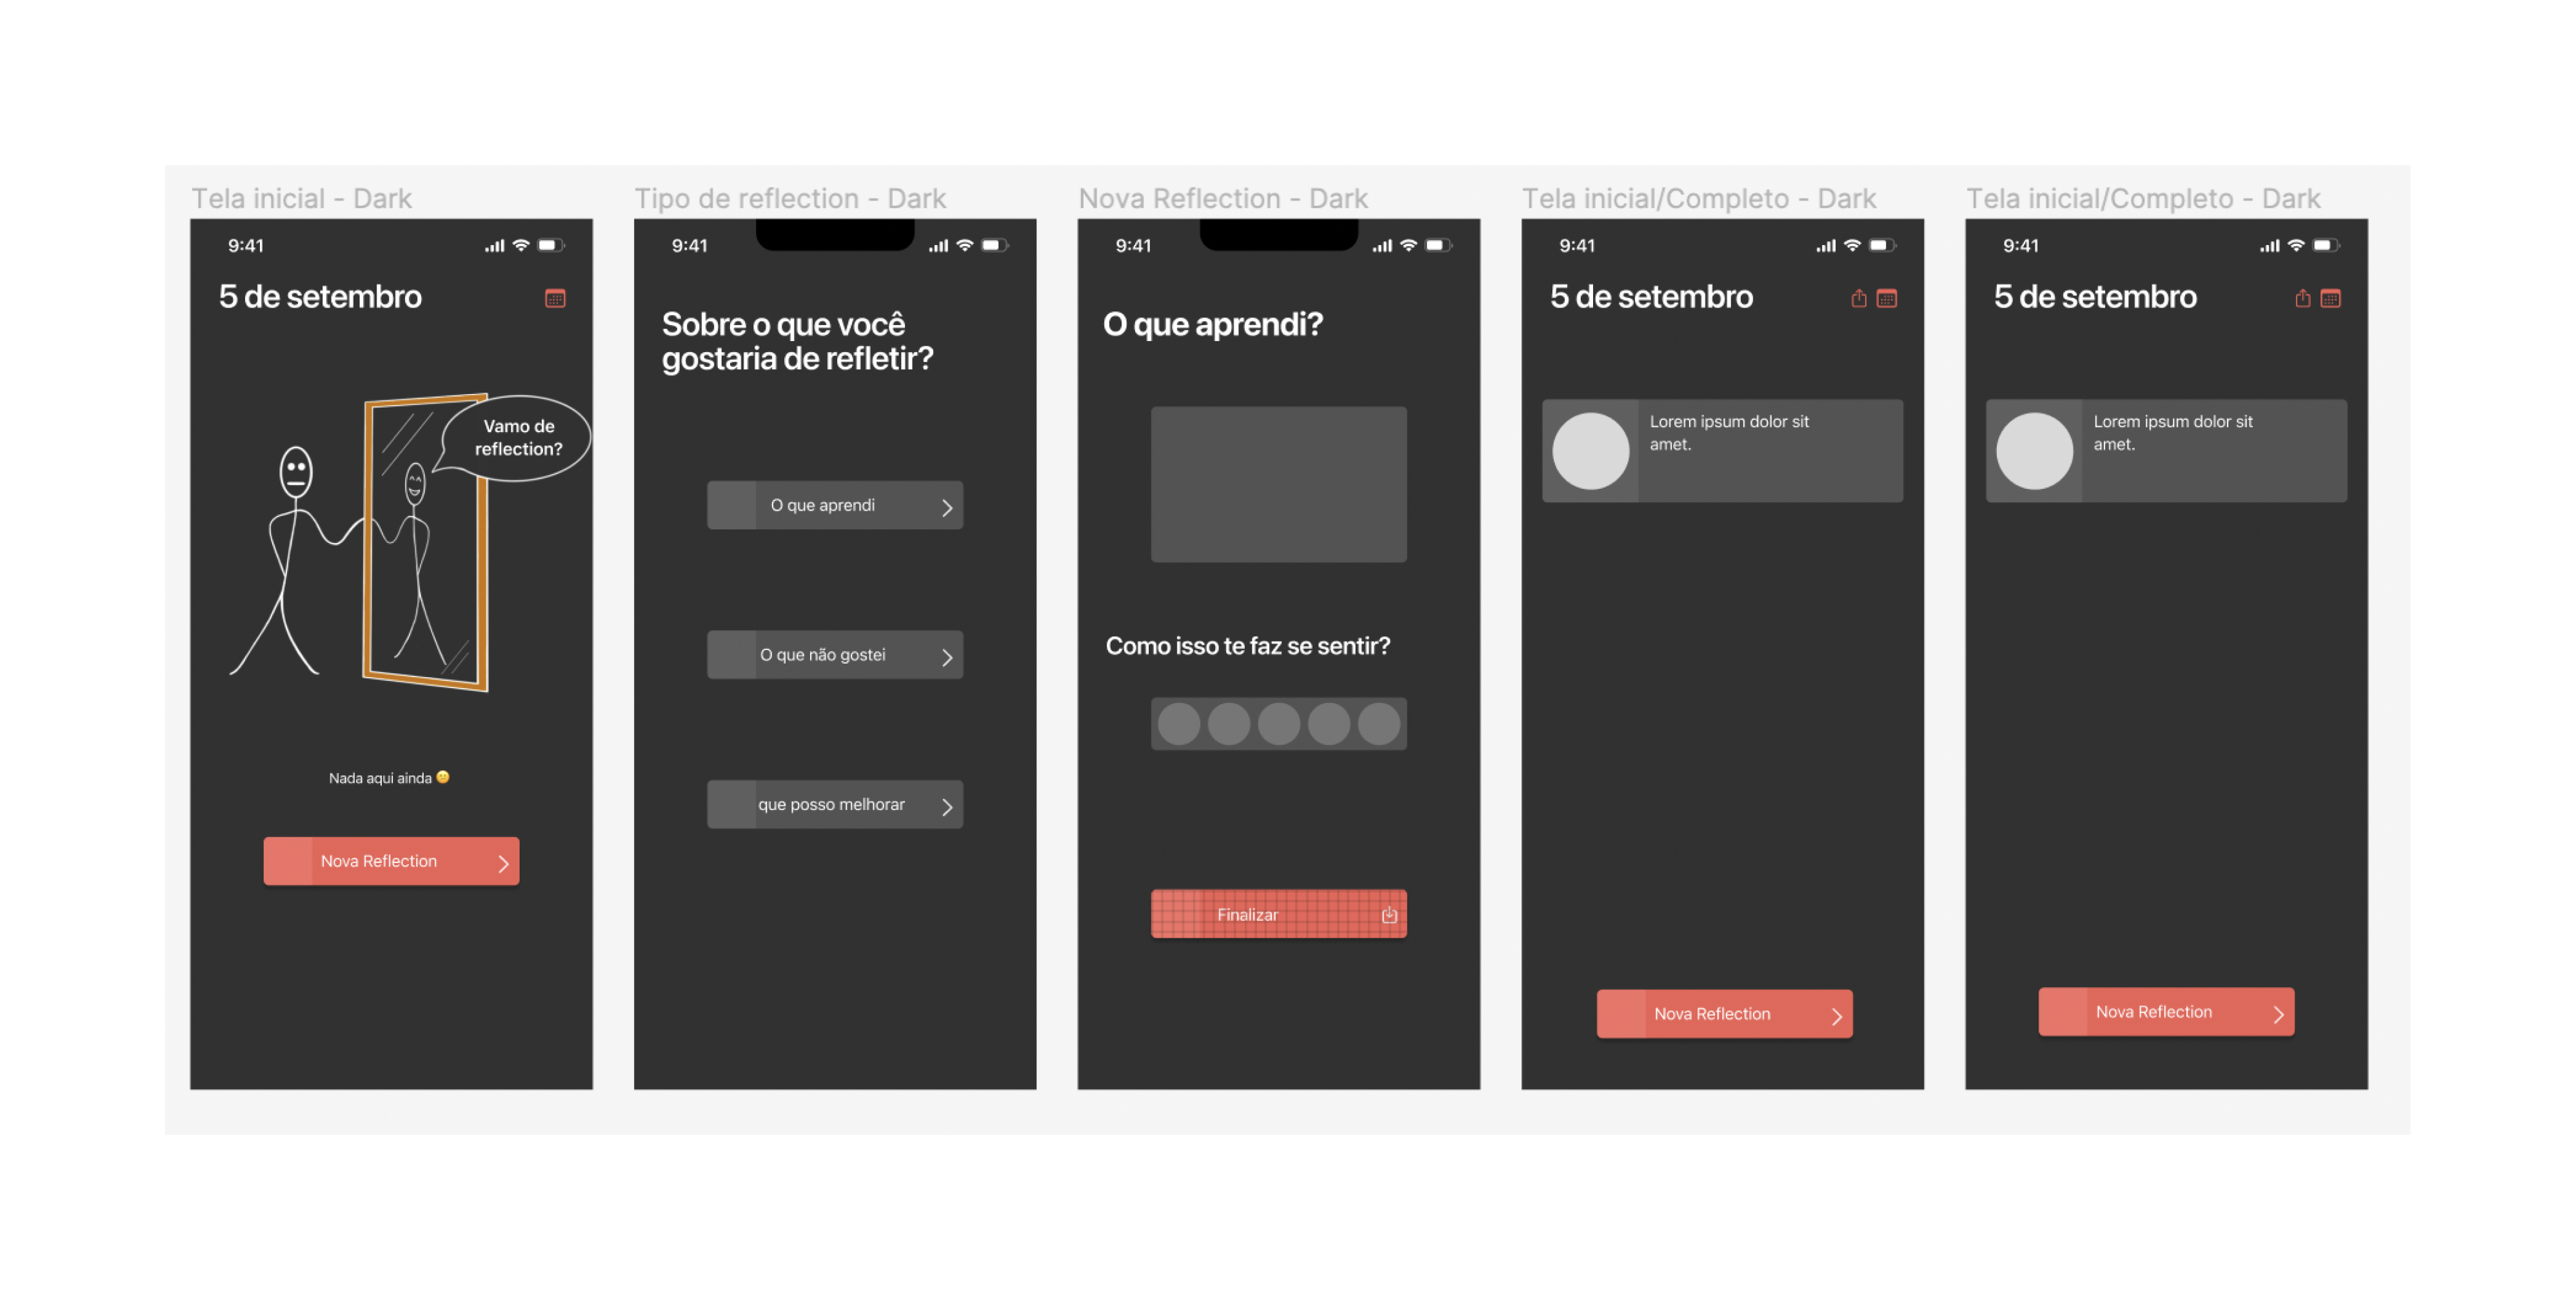 Tela inicial - Dark
9:41
5 de setembro
Vamo de
reflection?
Nada aqui ainda 😕
Nova Reflection
Tipo de reflection - Dark
9:41
Sobre o que você
gostaria de refletir?
O que aprendi
O que não gostei
que posso melhorar
Nova Reflection - Dark
9:41
O que aprendi?
Como isso te faz se sentir?
Finalizar
Tela inicial/Completo - Dark
9:41
5 de setembro
Lorem ipsum dolor sit
amet.
Nova Reflection
Tela inicial/Completo - Dark
9:41
5 de setembro
Lorem ipsum dolor sit
amet.
Nova Reflection